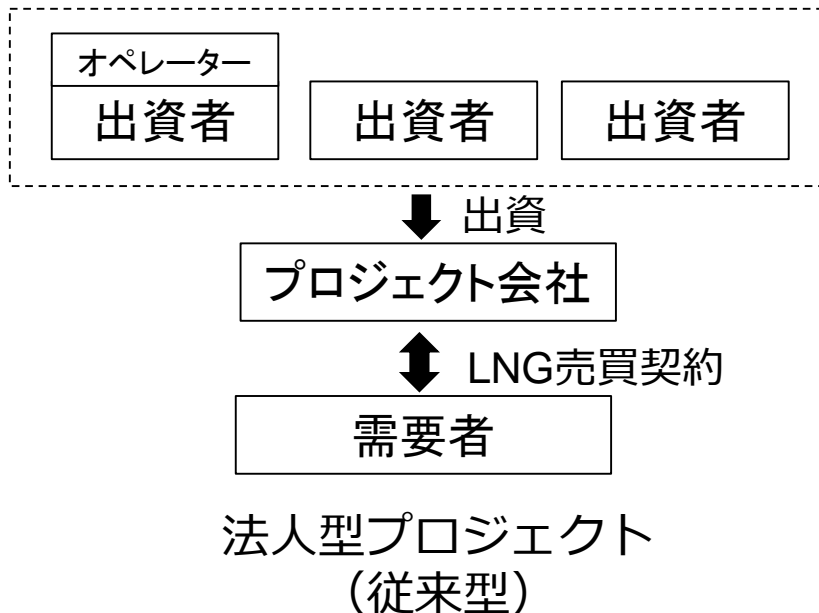 オペレーター
出資者
出資者
出資者
出資
プロジェクト会社
LNG売買契約
需要者
法人型プロジェクト
（従来型）